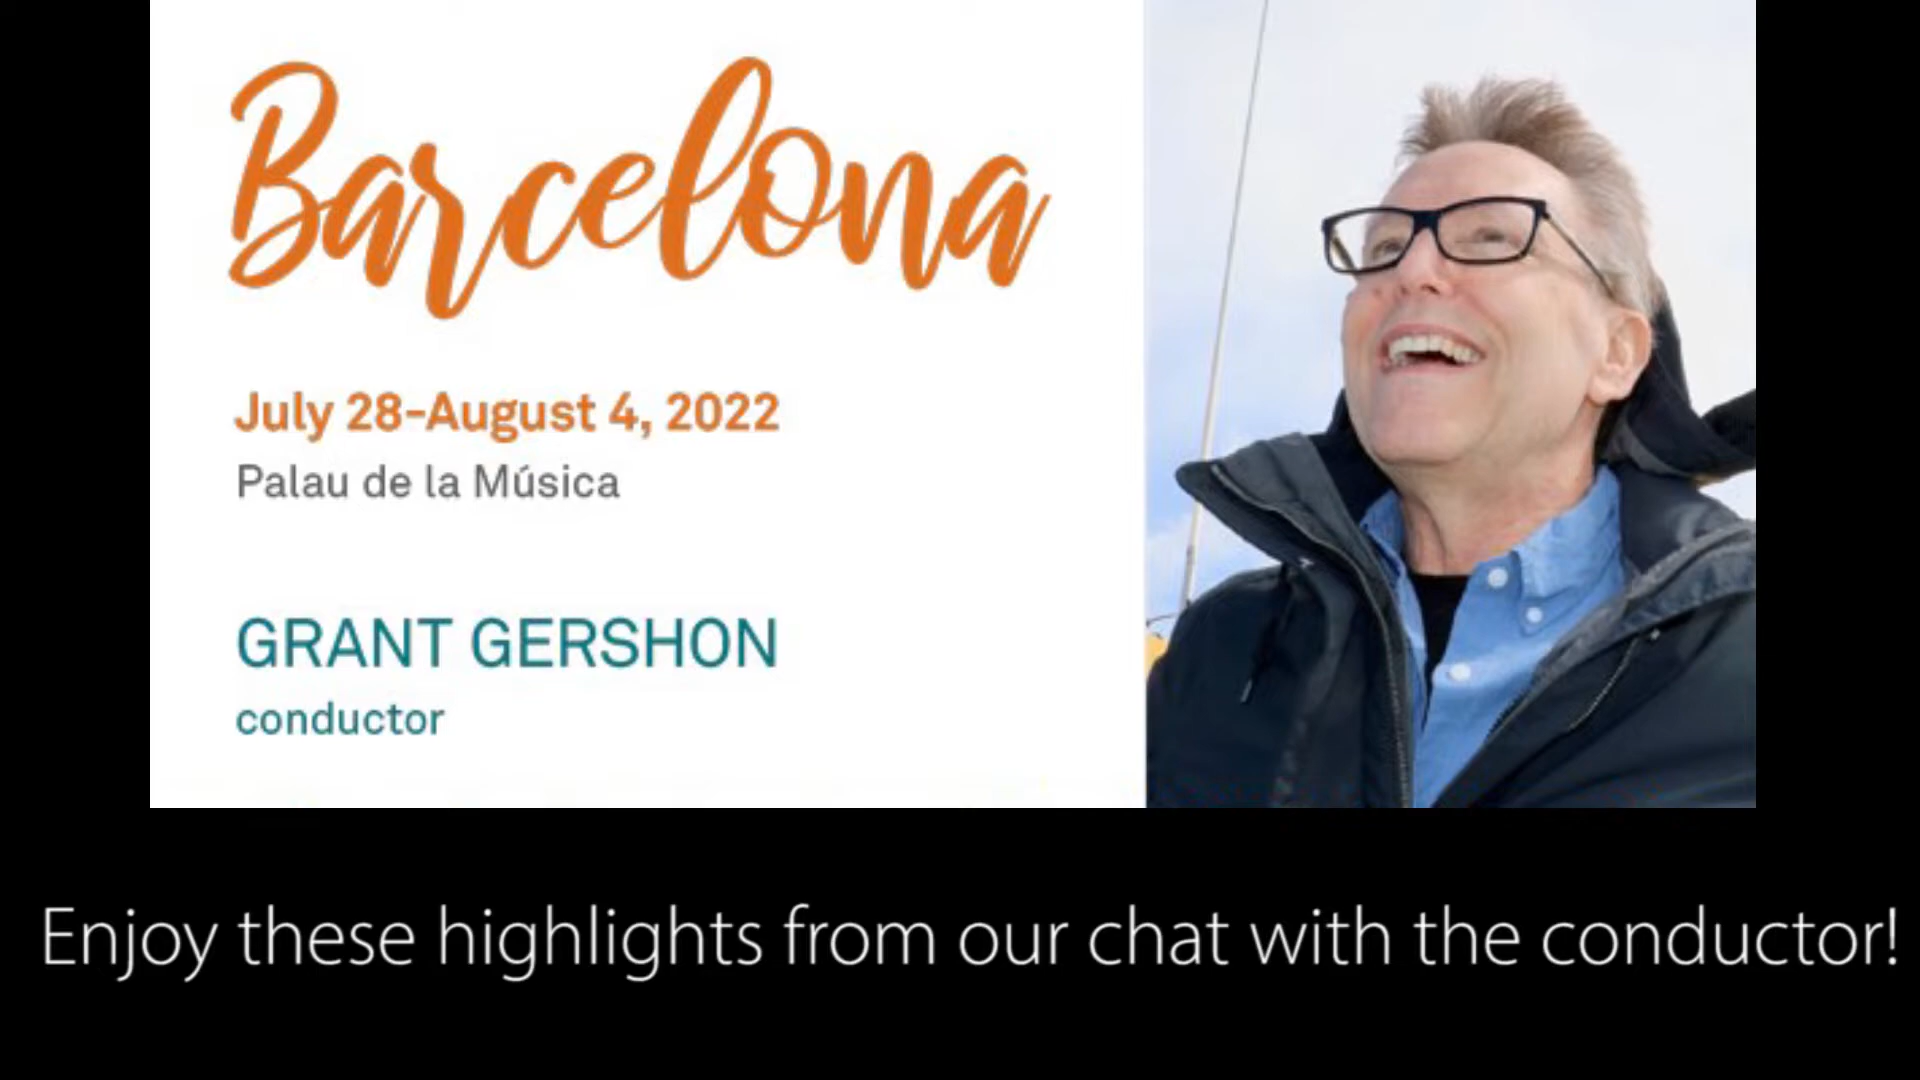 Barcelona
July 28-August 4, 2022
Palau de la Música
GRANT GERSHON
conductor
Enjoy these highlights from our chat with the conductor!